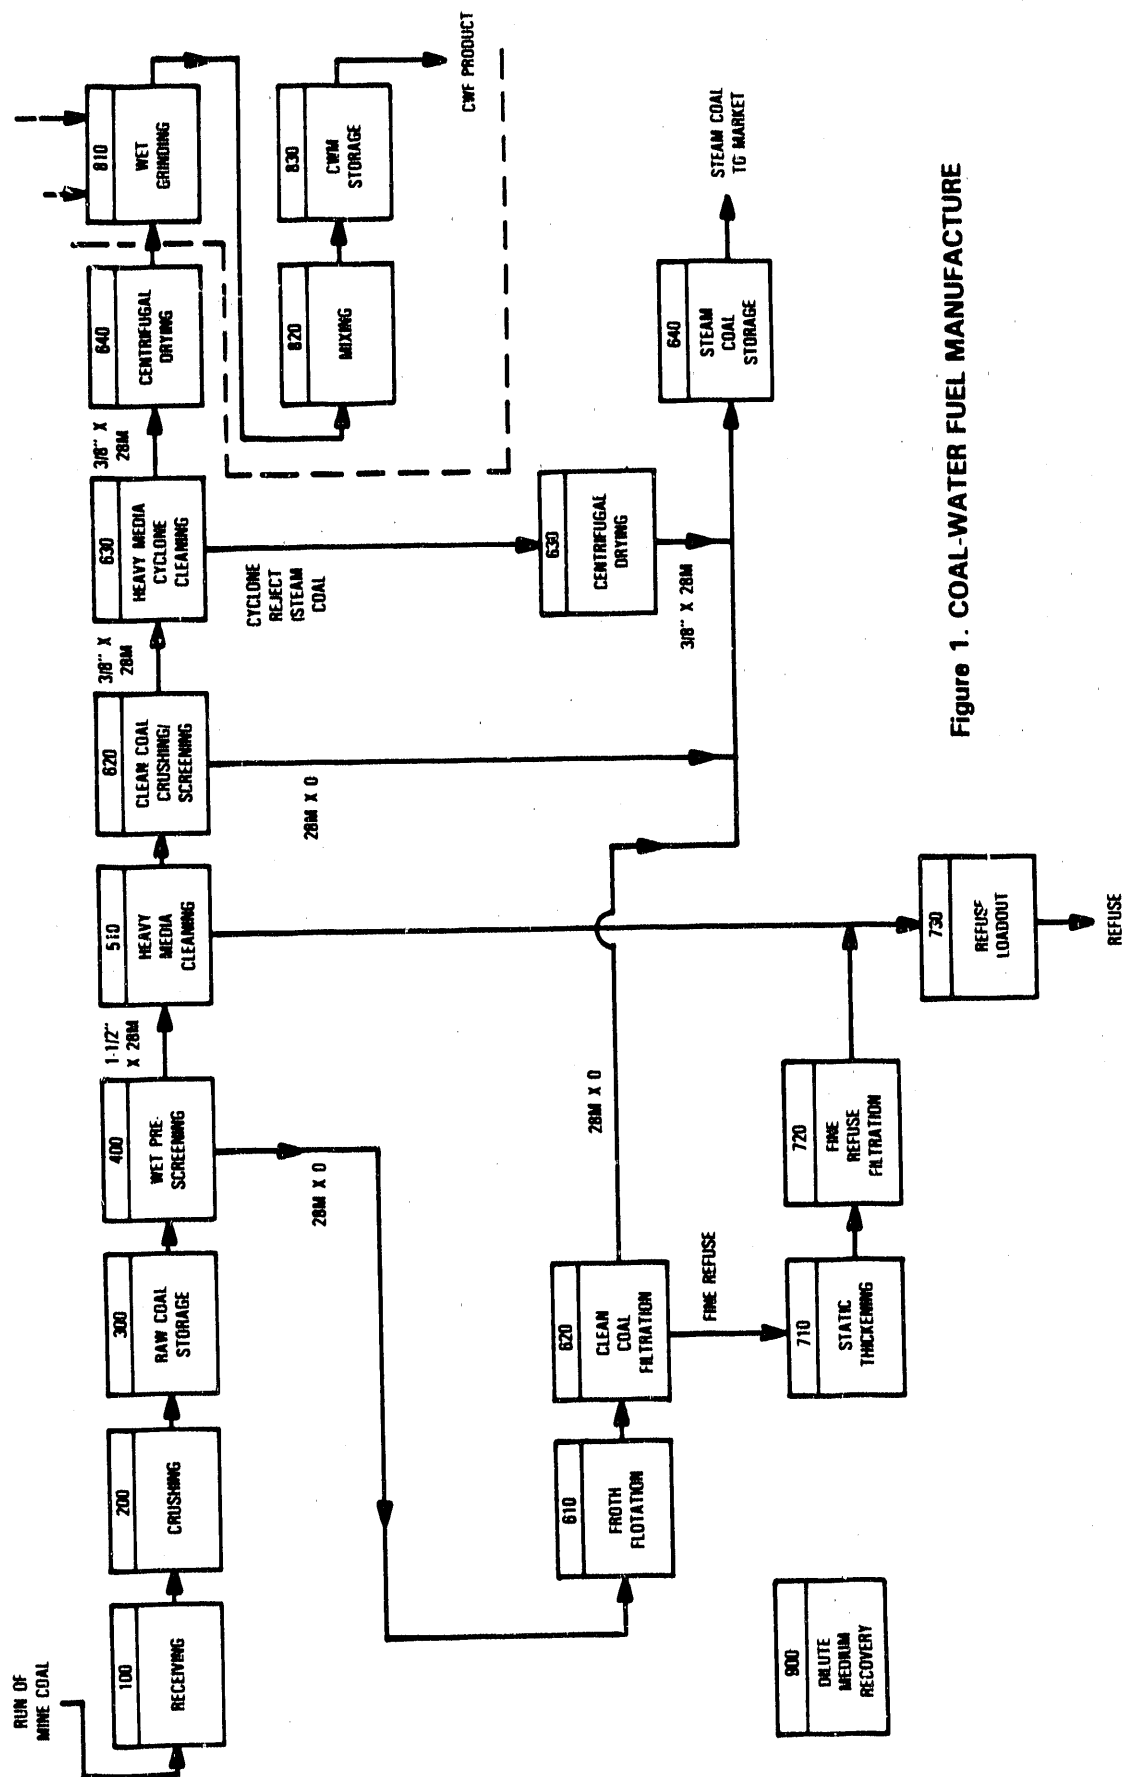 RUN OF
MINE COAL
100
RECEIVING
200
CRUSHING
300
RAW COAL
STORAGE
400
WET PRE-
SCREENING
1-1/2"
X 28M
510
HEAVY
MEDIA
CLEANING
620
CLEAN COAL
CRUSHING/
SCREENING
3/8" X
28M
630
HEAVY MEDIA
CYCLONE
CLEANING
3/8" X
28M
640
CENTRIFUGAL
DRYING
810
WET
GRINDING
820
MIXING
830
CWM
STORAGE
CWF PRODUCT
28M X 0
28M X 0
CYCLONE
REJECT
(STEAM
COAL
630
CENTRIFUGAL
DRYING
3/8" X 28M
640
STEAM
COAL
STORAGE
STEAM COAL
TO MARKET
610
FROTH
FLOTATION
620
CLEAN
COAL
FILTRATION
28M X 0
FINE REFUSE
710
STATIC
THICKENING
720
FINE
REFUSE
FILTRATION
730
REFUSE
LOADOUT
REFUSE
900
DILUTE
MEDIUM
RECOVERY
Figure 1. COAL-WATER FUEL MANUFACTURE